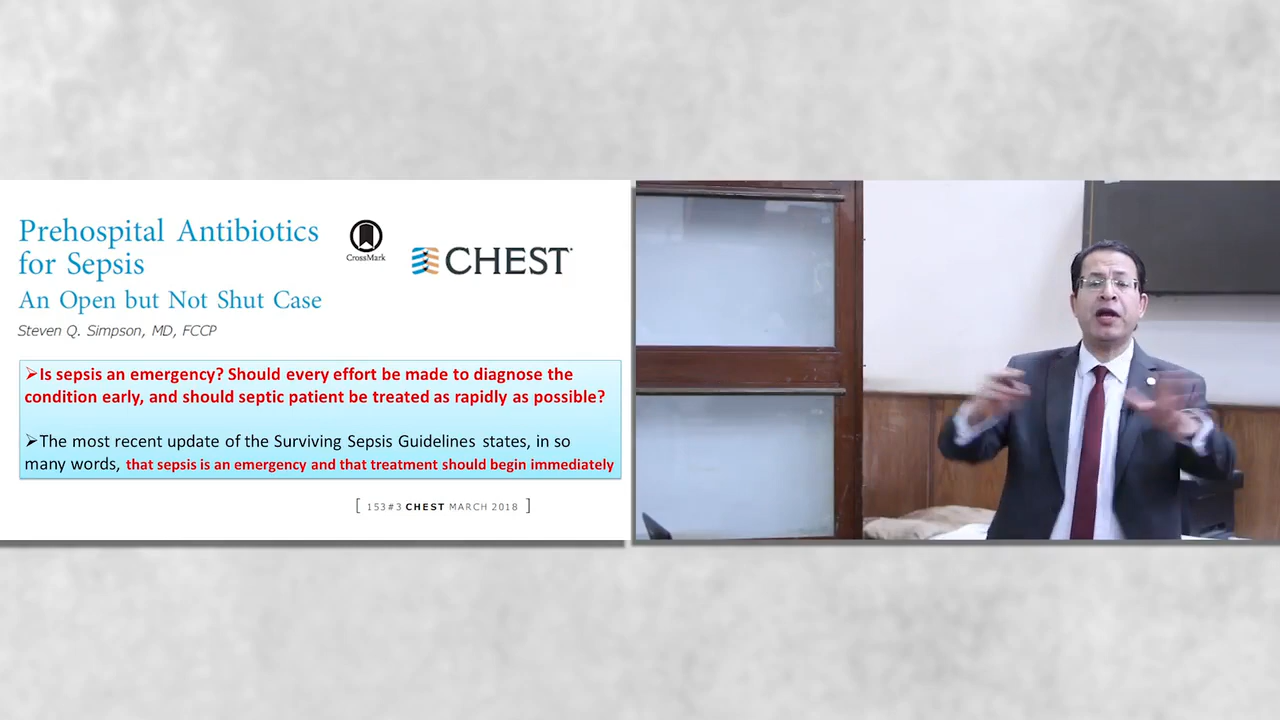 Prehospital Antibiotics
for Sepsis
An Open but Not Shut Case
Steven Q. Simpson, MD, FCCP
CrossMark
CHEST
➢Is sepsis an emergency? Should every effort be made to diagnose the
condition early, and should septic patient be treated as rapidly as possible?
➢The most recent update of the Surviving Sepsis Guidelines states, in so
many words, that sepsis is an emergency and that treatment should begin immediately
[ 153#3 CHEST MARCH 2018 ]